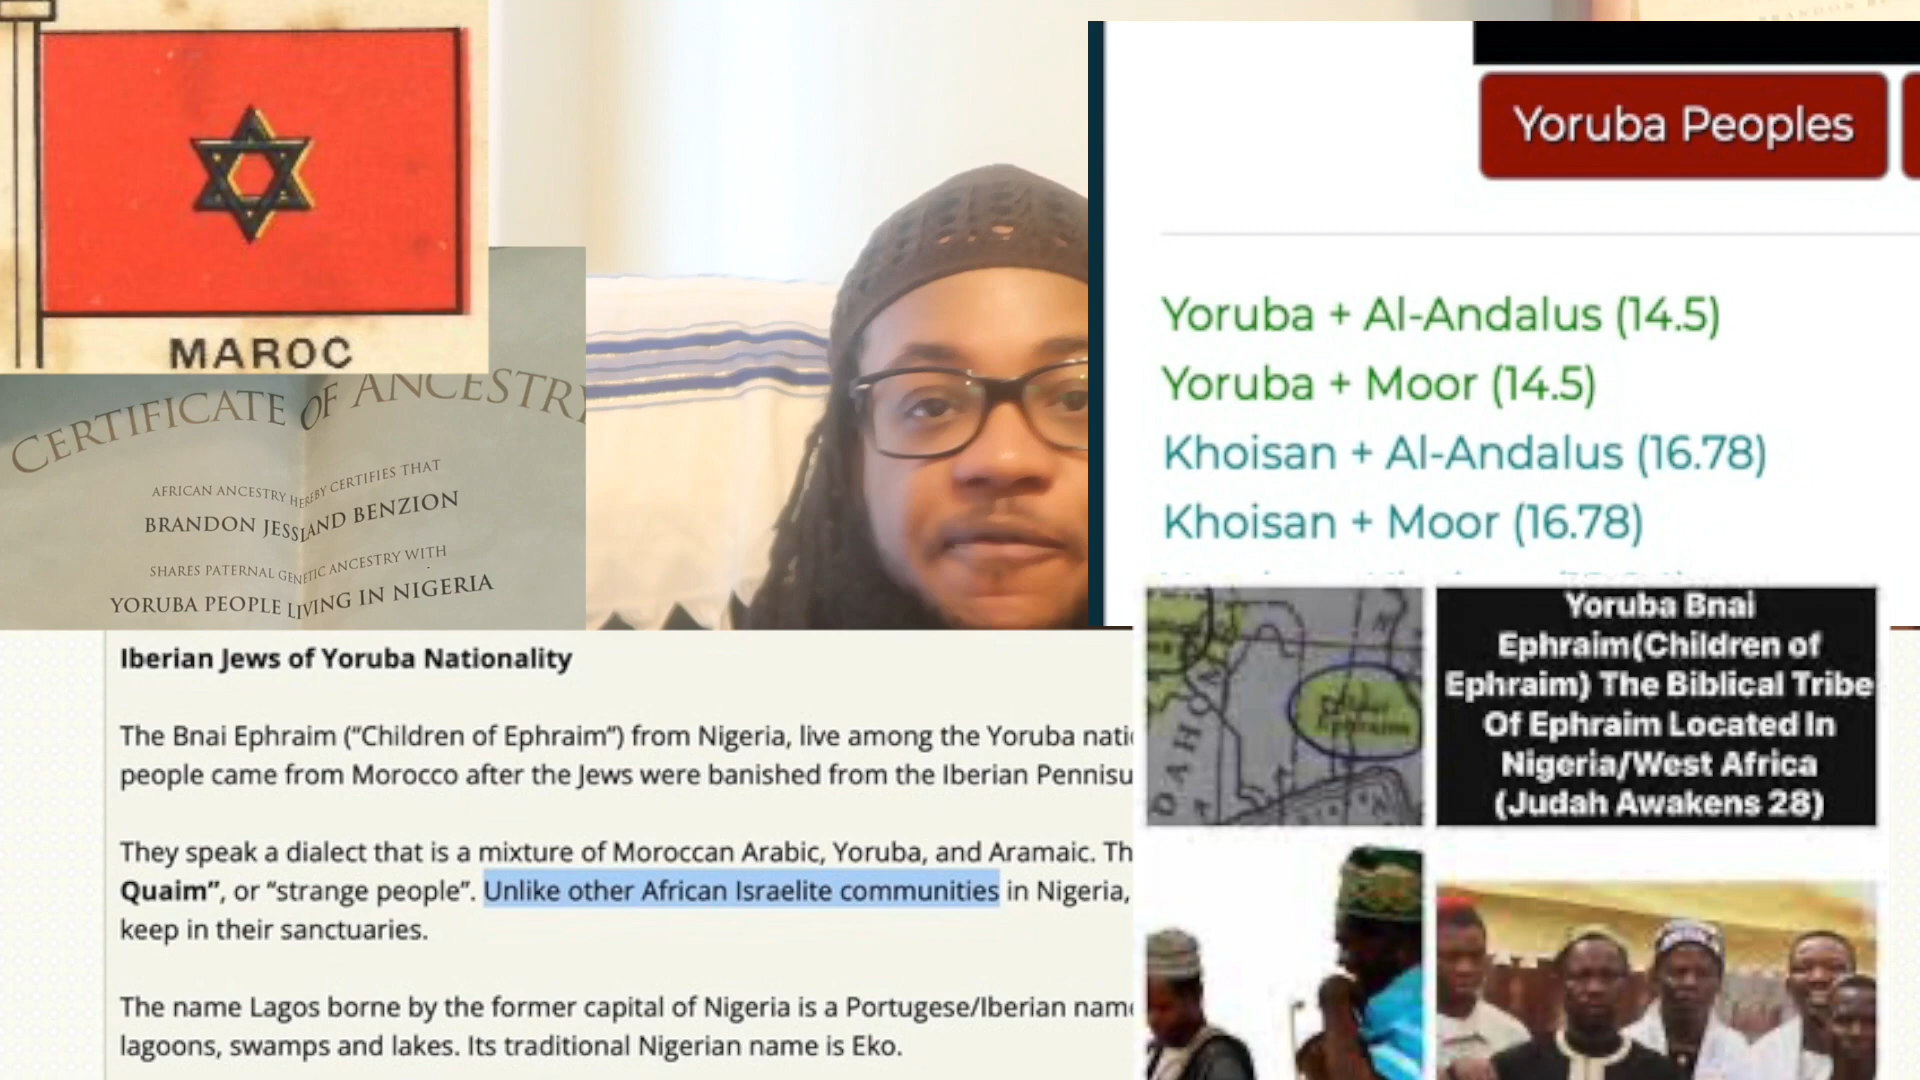 MAROC
CERTIFICATE OF ANCESTRY
AFRICAN ANCESTRY HEREBY CERTIFIES THAT
BRANDON JESSLAND BENZION
SHARES PATERNAL GENETIC ANCESTRY WITH
YORUBA PEOPLE LIVING IN NIGERIA
Yoruba Peoples
Yoruba + Al-Andalus (14.5)
Yoruba + Moor (14.5)
Khoisan + Al-Andalus (16.78)
Khoisan + Moor (16.78)
Iberian Jews of Yoruba Nationality
The Bnai Ephraim (“Children of Ephraim”) from Nigeria, live among the Yoruba
people came from Morocco after the Jews were banished from the Iberian
They speak a dialect that is a mixture of Moroccan Arabic, Yoruba, and Aramaic.
Quaim”, or “strange people”. Unlike other African Israelite communities in Nigeria,
keep in their sanctuaries.
The name Lagos borne by the former capital of Nigeria is a Portugese/Iberian
lagoons, swamps and lakes. Its traditional Nigerian name is Eko.
DAHO
Yoruba Bnai
Ephraim(Children of
Ephraim) The Biblical Tribe
Of Ephraim Located In
Nigeria/West Africa
(Judah Awakens 28)